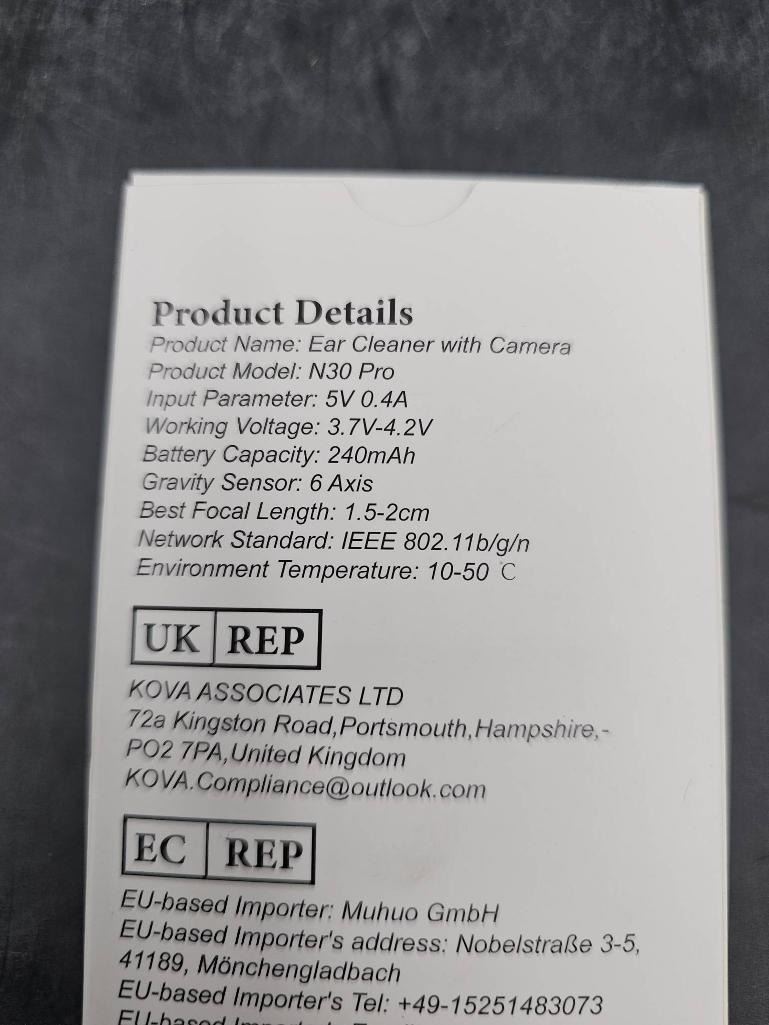 Product Details
Product Name: Ear Cleaner with Camera
Product Model: N30 Pro
Input Parameter: 5V 0.4A
Working Voltage: 3.7V-4.2V
Battery Capacity: 240mAh
Gravity Sensor: 6 Axis
Best Focal Length: 1.5-2cm
Network Standard: IEEE 802.11b/g/n
Environment Temperature: 10-50 ℃
UK REP
KOVA ASSOCIATES LTD
72a Kingston Road,Portsmouth,Hampshire,-
PO2 7PA,United Kingdom
KOVA.Compliance@outlook.com
EC REP
EU-based Importer: Muhuo GmbH
EU-based Importer's address: Nobelstraße 3-5,
41189, Mönchengladbach
EU-based Importer's Tel: +49-15251483073
EU-based